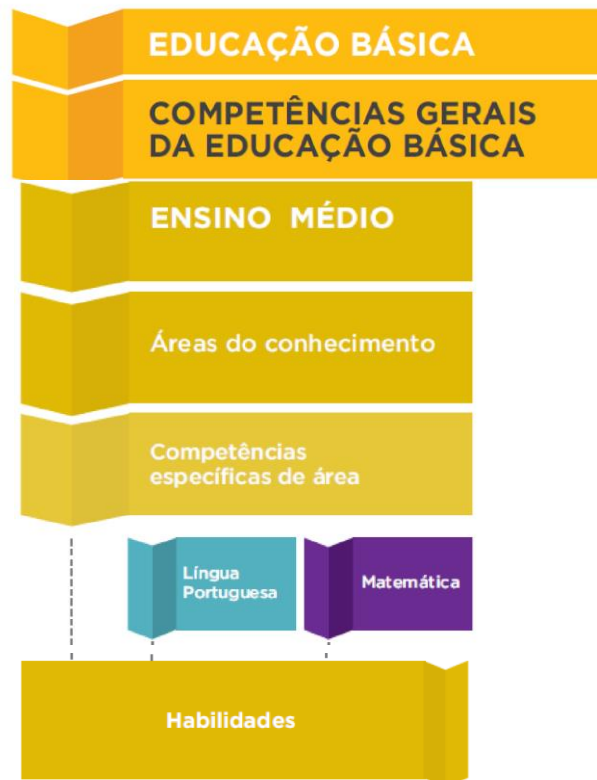 EDUCAÇÃO BÁSICA
COMPETÊNCIAS GERAIS
DA EDUCAÇÃO BÁSICA
ENSINO MÉDIO
Áreas do conhecimento
Competências
específicas de área
Língua
Portuguesa
Matemática
Habilidades